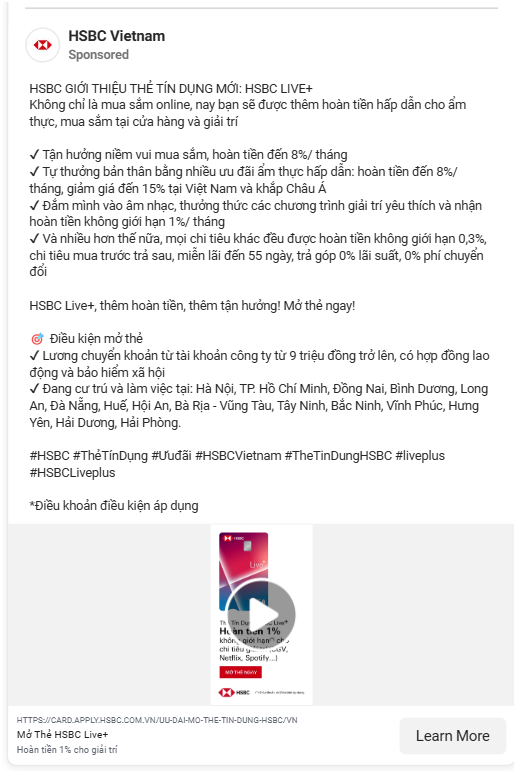 HSBC Vietnam
Sponsored
HSBC GIỚI THIỆU THẺ TÍN DỤNG MỚI: HSBC LIVE+
Không chỉ là mua sắm online, nay bạn sẽ được thêm hoàn tiền hấp dẫn cho ẩm
thực, mua sắm tại cửa hàng và giải trí
✓ Tận hưởng niềm vui mua sắm, hoàn tiền đến 8%/ tháng
✓ Tự thưởng bản thân bằng nhiều ưu đãi ẩm thực hấp dẫn: hoàn tiền đến 8%/
tháng, giảm giá đến 15% tại Việt Nam và khắp Châu Á
✓ Đắm mình vào âm nhạc, thưởng thức các chương trình giải trí yêu thích và nhận
hoàn tiền không giới hạn 1%/ tháng
✓ Và nhiều hơn thế nữa, mọi chi tiêu khác đều được hoàn tiền không giới hạn 0,3%,
chi tiêu mua trước trả sau, miễn lãi đến 55 ngày, trả góp 0% lãi suất, 0% phí chuyển
đổi
HSBC Live+, thêm hoàn tiền, thêm tận hưởng! Mở thẻ ngay!
🎯 Điều kiện mở thẻ
✓ Lương chuyển khoản từ tài khoản công ty từ 9 triệu đồng trở lên, có hợp đồng lao
động và bảo hiểm xã hội
✓ Đang cư trú và làm việc tại: Hà Nội, TP. Hồ Chí Minh, Đồng Nai, Bình Dương, Long
An, Đà Nẵng, Huế, Hội An, Bà Rịa - Vũng Tàu, Tây Ninh, Bắc Ninh, Vĩnh Phúc, Hưng
Yên, Hải Dương, Hải Phòng.
#HSBC #ThẻTínDụng #Ưuđãi #HSBCVietnam #TheTinDungHSBC #liveplus
#HSBCLiveplus
*Điều khoản điều kiện áp dụng
HSBC
Live+
Thẻ Tín Dụng HSBC Live+
Hoàn tiền 1%
không giới hạn cho
chi tiêu giải trí (CGV,
Netflix, Spotify...)
MỞ THẺ NGAY
HSBC
HTTPS://CARD.APPLY.HSBC.COM.VN/UU-DAI-MO-THE-TIN-DUNG-HSBC/VN
Mở Thẻ HSBC Live+
Hoàn tiền 1% cho giải trí
Learn More